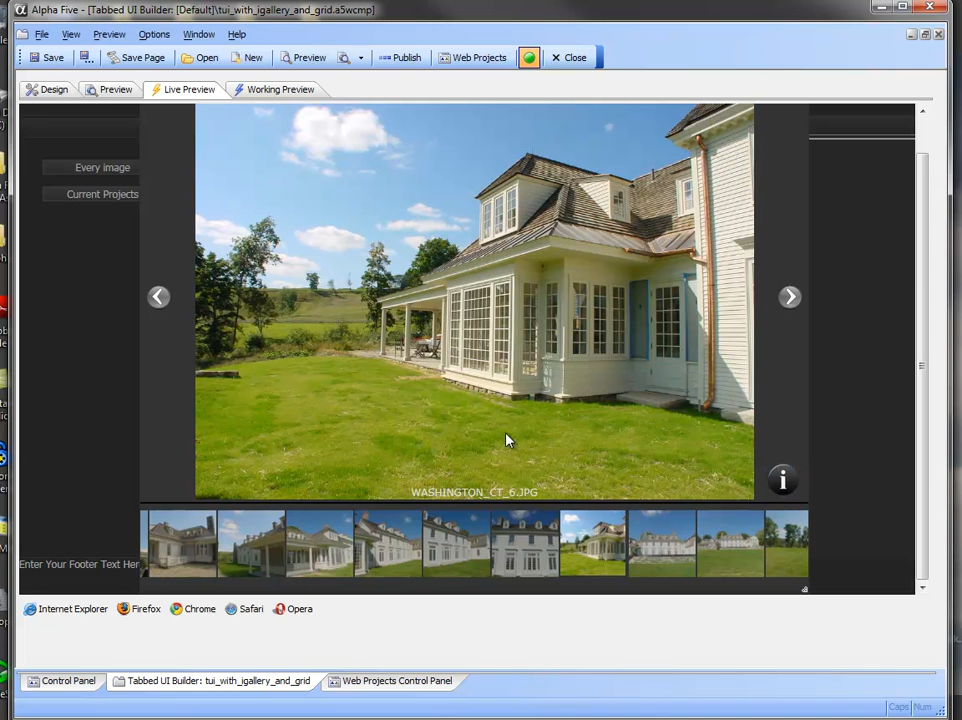 Alpha Five - [Tabbed UI Builder: [Default]\tui_with_igallery_and_grid.a5wcmp]
File View Preview Options Window Help
Save Save Page Open New Preview Publish Web Projects Close
Design Preview Live Preview Working Preview
Every image
Current Projects
WASHINGTON_CT_6.JPG
i
Enter Your Footer Text Her
Internet Explorer Firefox Chrome Safari Opera
Control Panel Tabbed UI Builder: tui_with_igallery_and_grid Web Projects Control Panel
Caps Num